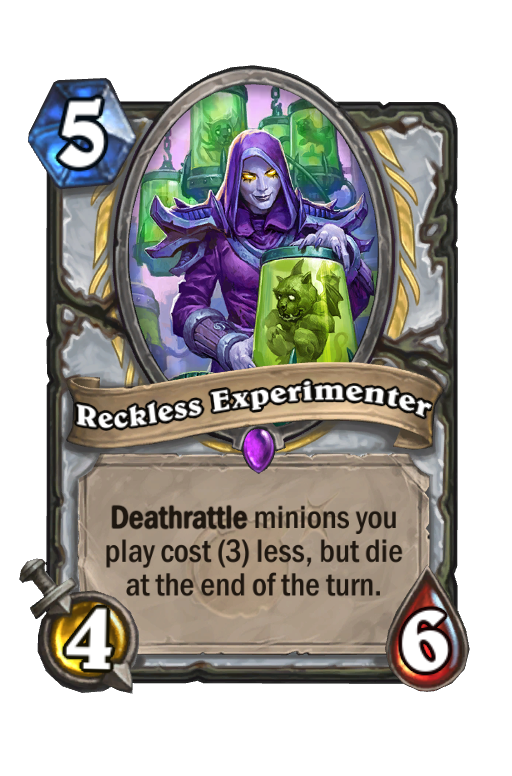 5
Reckless Experimenter
Deathrattle minions you
play cost (3) less, but die
at the end of the turn.
4
6